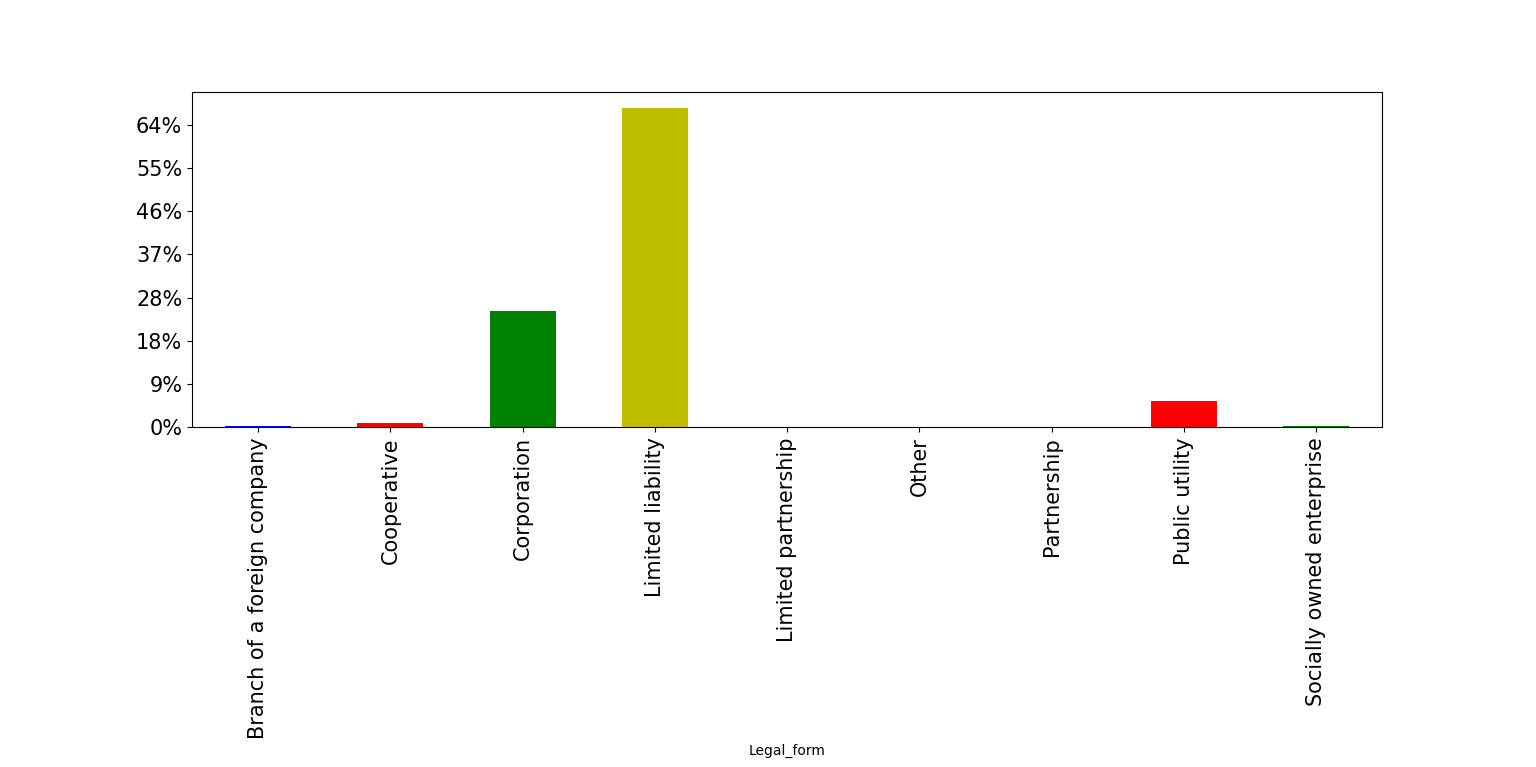 64%
55%
46%
37%
28%
18%
9%
0%
Branch of a foreign company
Cooperative
Corporation
Limited liability
Limited partnership
Other
Partnership
Public utility
Socially owned enterprise
Legal_form